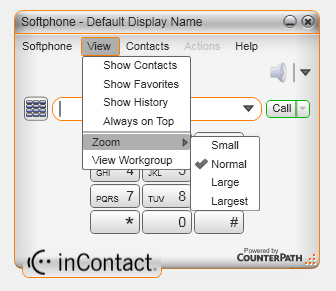 Softphone - Default Display Name
Softphone View Contacts Actions Help
Show Contacts
Show Favorites
Show History
Always on Top
Call
Zoom
Small
View Workgroup
Normal
Large
Largest
GHI 4 JKL 5
PQRS 7 TUV 8 9
* 0 #
inContact
Powered by
COUNTERPATH